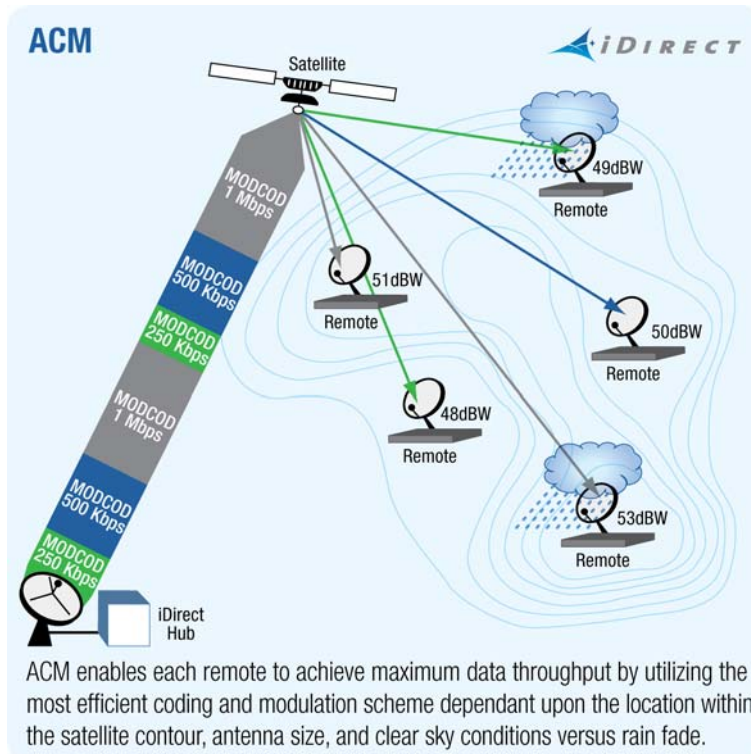 ACM
iDIRECT
Satellite
MODCOD
1 Mbps
MODCOD
500 Kbps
MODCOD
250 Kbps
MODCOD
1 Mbps
MODCOD
500 Kbps
MODCOD
250 Kbps
49dBW
Remote
51dBW
Remote
50dBW
Remote
48dBW
Remote
53dBW
Remote
iDirect
Hub
ACM enables each remote to achieve maximum data throughput by utilizing the
most efficient coding and modulation scheme dependant upon the location within
the satellite contour, antenna size, and clear sky conditions versus rain fade.